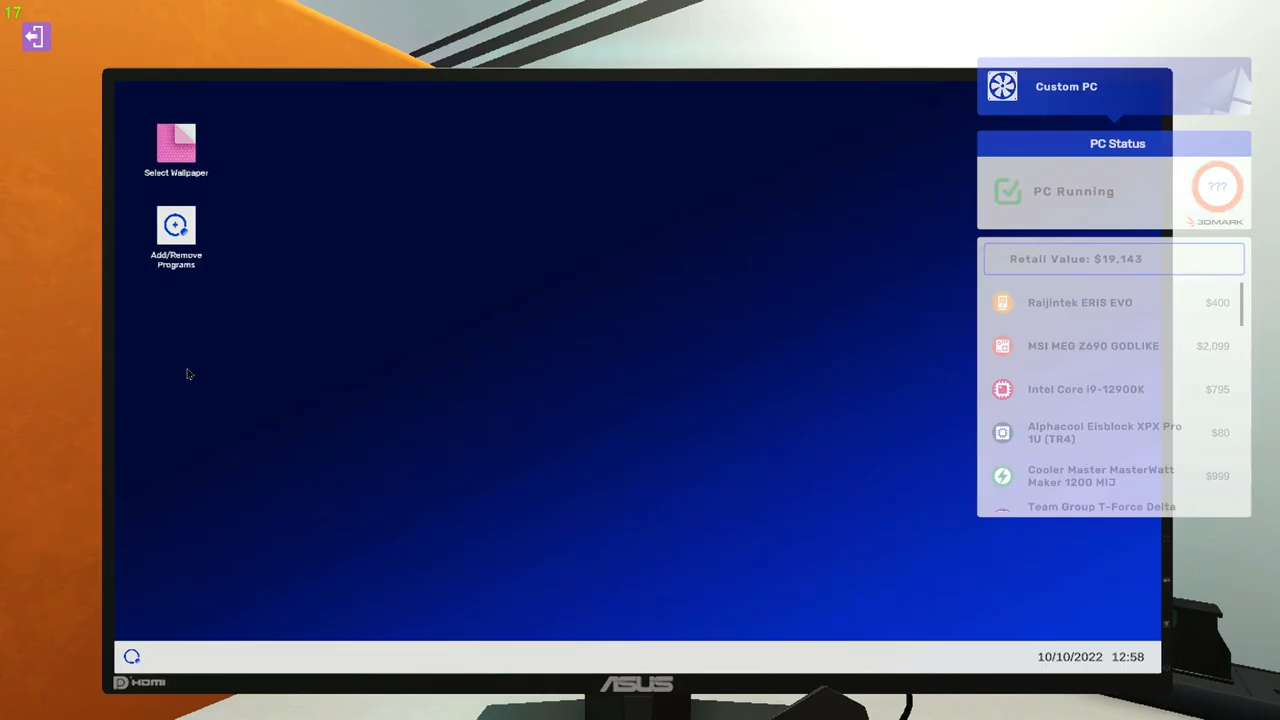 17
Custom PC
PC Status
PC Running
???
3DMARK
Retail Value: $19,143
Raijintek ERIS EVO
$400
MSI MEG Z690 GODLIKE
$2,099
Intel Core i9-12900K
$795
Alphacool Eisblock XPX Pro
1U (TR4)
$80
Cooler Master MasterWatt
Maker 1200 MIJ
$999
Team Group T-Force Delta
Select Wallpaper
Add/Remove
Programs
10/10/2022 12:58
HDMI
ASUS